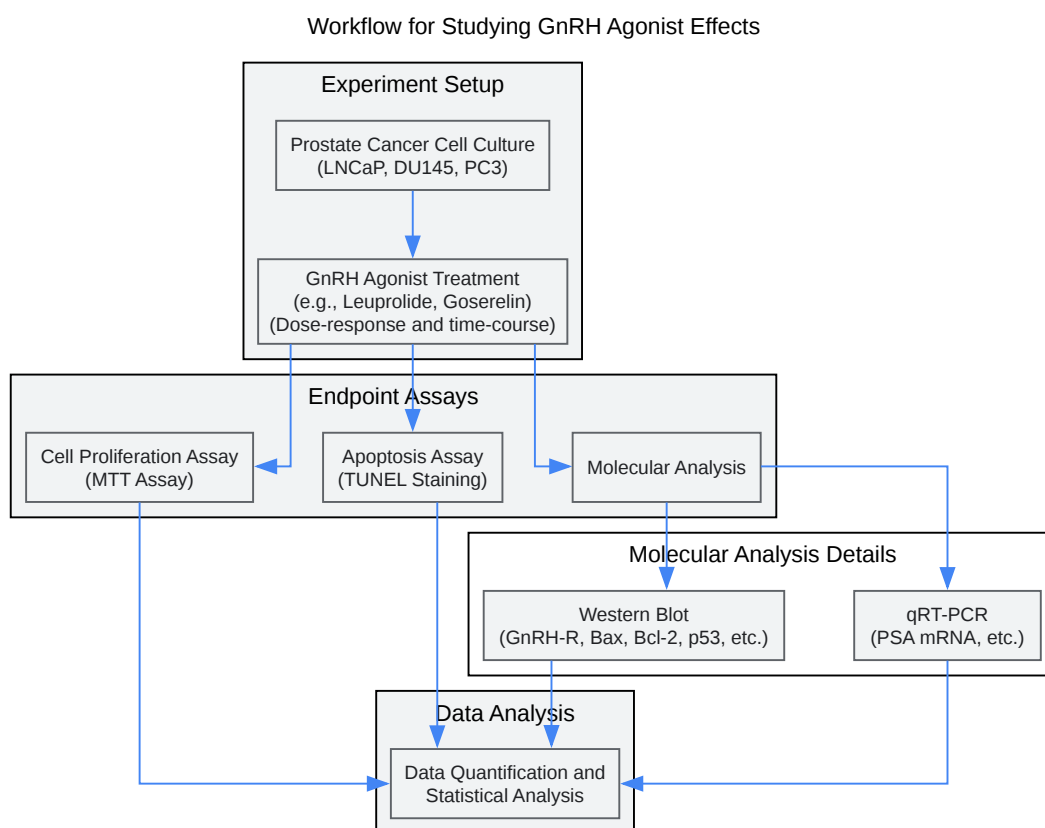 Workflow for Studying GnRH Agonist Effects
Experiment Setup
Prostate Cancer Cell Culture
(LNCaP, DU145, PC3)
GnRH Agonist Treatment
(e.g., Leuprolide, Goserelin)
(Dose-response and time-course)
Endpoint Assays
Cell Proliferation Assay
(MTT Assay)
Apoptosis Assay
(TUNEL Staining)
Molecular Analysis
Molecular Analysis Details
Western Blot
(GnRH-R, Bax, Bcl-2, p53, etc.)
qRT-PCR
(PSA mRNA, etc.)
Data Analysis
Data Quantification and
Statistical Analysis